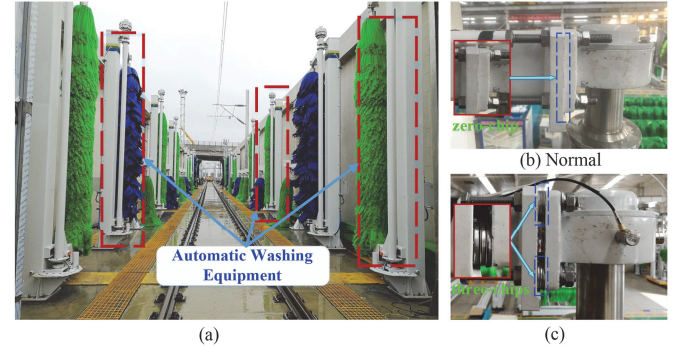 Automatic Washing
Equipment
(a)
zero chip
(b) Normal
three chips
(c)